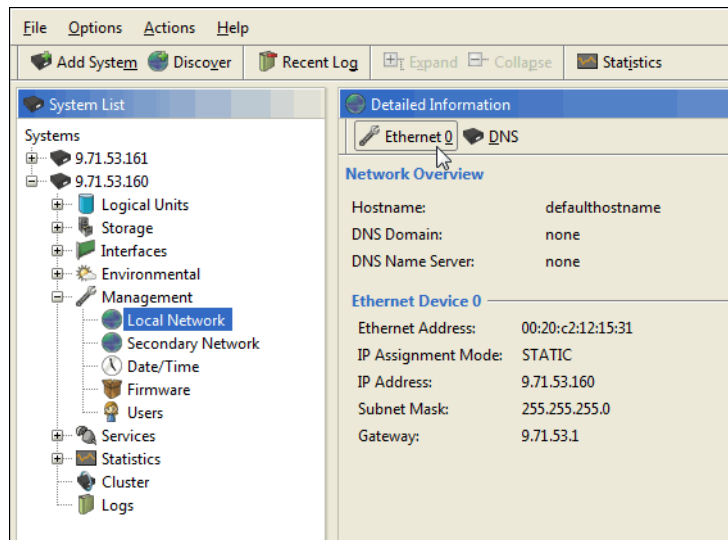 File Options Actions Help
Add System Discover Recent Log Expand Collapse Statistics
System List
Systems
9.71.53.161
9.71.53.160
Logical Units
Storage
Interfaces
Environmental
Management
Local Network
Secondary Network
Date/Time
Firmware
Users
Services
Statistics
Cluster
Logs
Detailed Information
Ethernet 0 DNS
Network Overview
Hostname: defaulthostname
DNS Domain: none
DNS Name Server: none
Ethernet Device 0
Ethernet Address: 00:20:c2:12:15:31
IP Assignment Mode: STATIC
IP Address: 9.71.53.160
Subnet Mask: 255.255.255.0
Gateway: 9.71.53.1